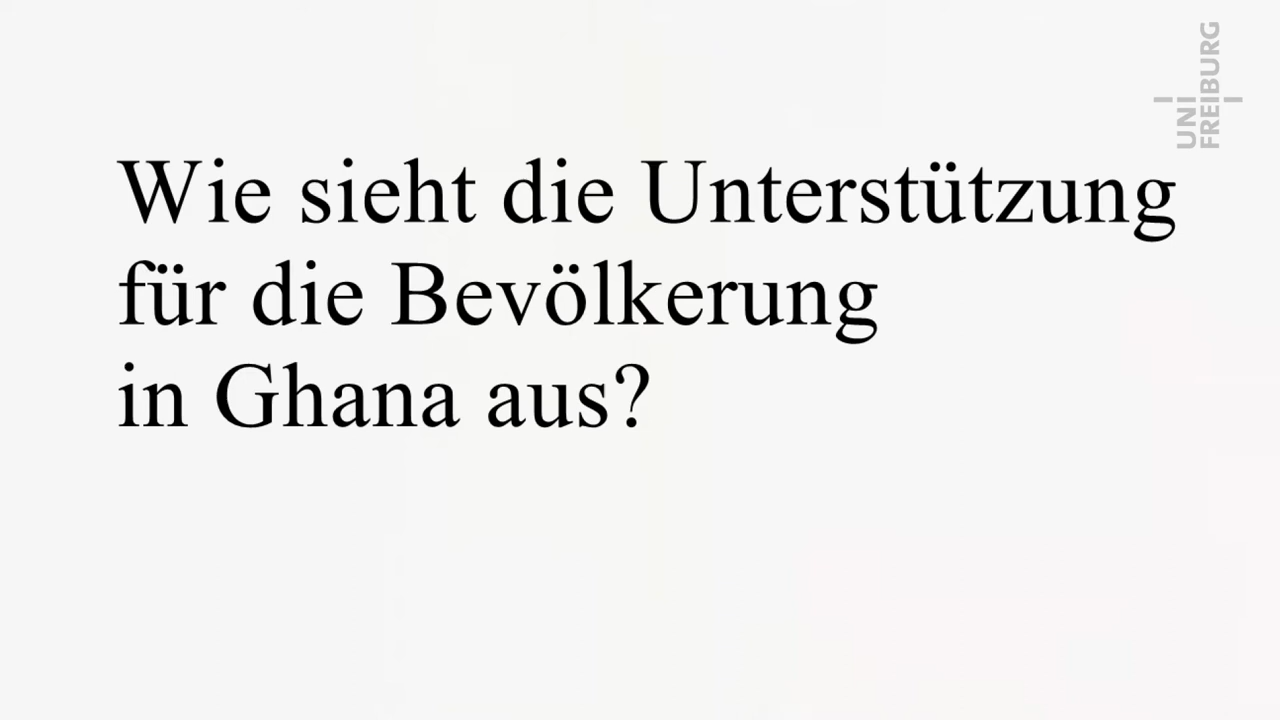 Wie sieht die Unterstützung
für die Bevölkerung
in Ghana aus?
UNI
FREIBURG